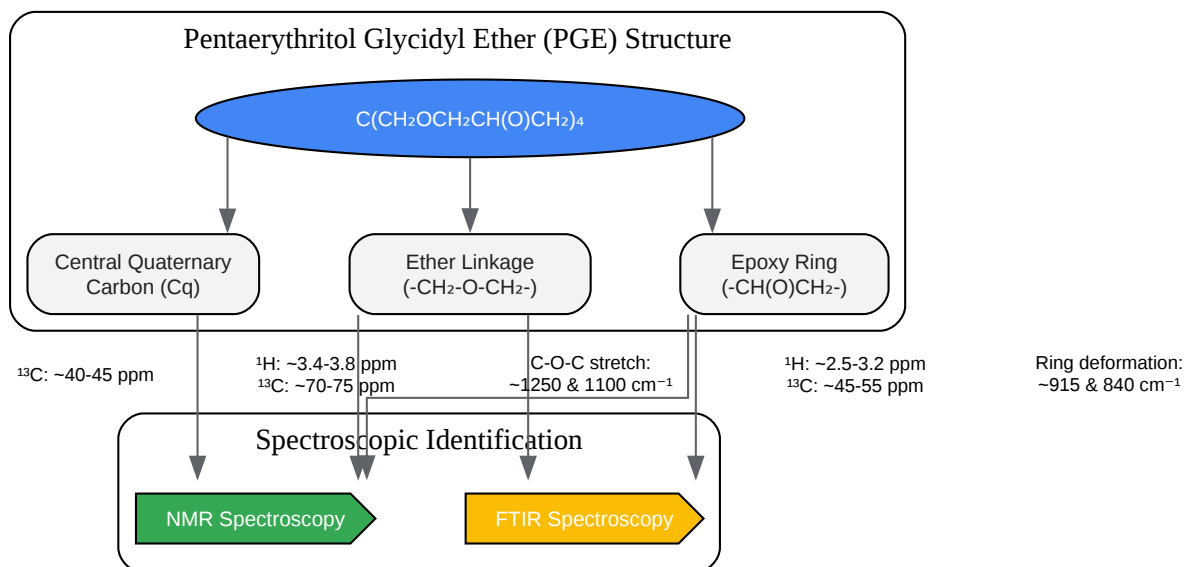 Pentaerythritol Glycidyl Ether (PGE) Structure
C(CH₂OCH₂CH(O)CH₂)₄
Central Quaternary
Carbon (Cq)
Ether Linkage
(-CH₂-O-CH₂-)
Epoxy Ring
(-CH(O)CH₂-)
¹³C: ~40-45 ppm
¹H: ~3.4-3.8 ppm
¹³C: ~70-75 ppm
C-O-C stretch:
~1250 & 1100 cm⁻¹
¹H: ~2.5-3.2 ppm
¹³C: ~45-55 ppm
Ring deformation:
~915 & 840 cm⁻¹
Spectroscopic Identification
NMR Spectroscopy
FTIR Spectroscopy